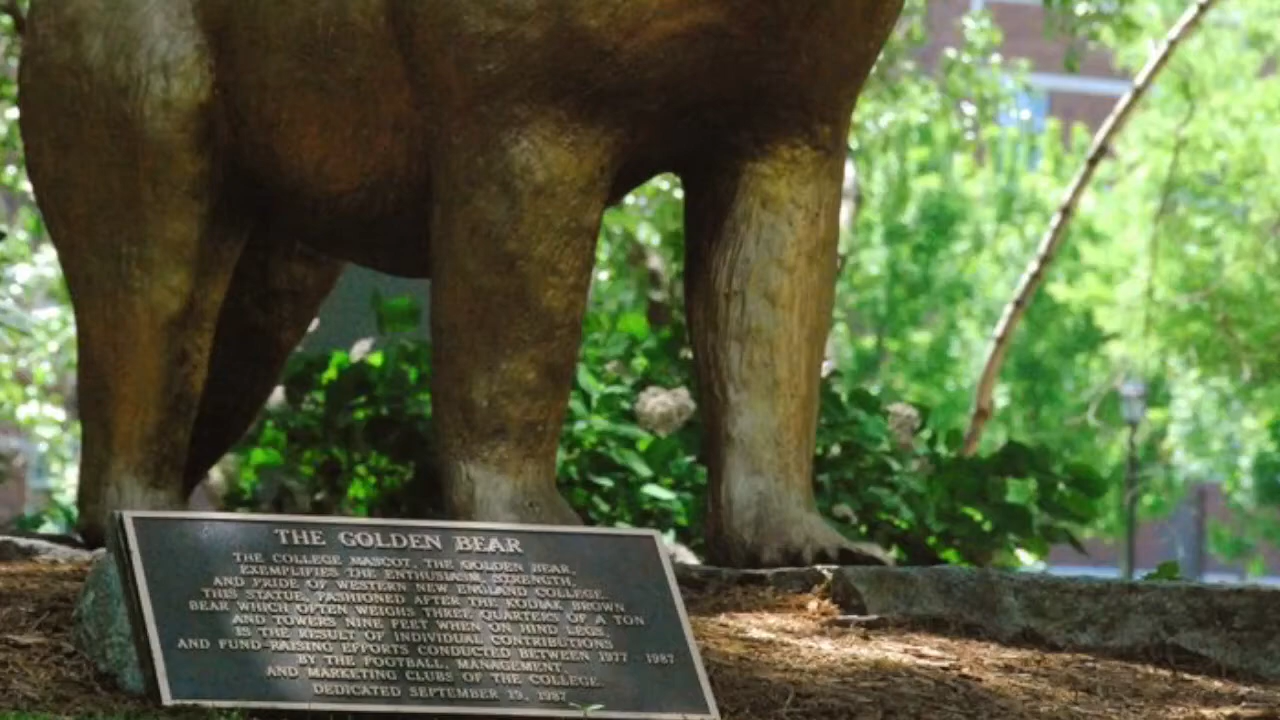 THE GOLDEN BEAR
THE COLLEGE MASCOT, THE GOLDEN BEAR,
EXEMPLIFIES THE ENTHUSIASM, STRENGTH,
AND PRIDE OF WESTERN NEW ENGLAND COLLEGE.
THIS STATUE, FASHIONED AFTER THE KODIAK BROWN
BEAR WHICH OFTEN WEIGHS THREE QUARTERS OF A TON
AND TOWERS NINE FEET WHEN ON HIND LEGS,
IS THE RESULT OF INDIVIDUAL CONTRIBUTIONS
AND FUND-RAISING EFFORTS CONDUCTED BETWEEN 1977 - 1987
BY THE FOOTBALL, MANAGEMENT,
AND MARKETING CLUBS OF THE COLLEGE.
DEDICATED SEPTEMBER 19, 1987